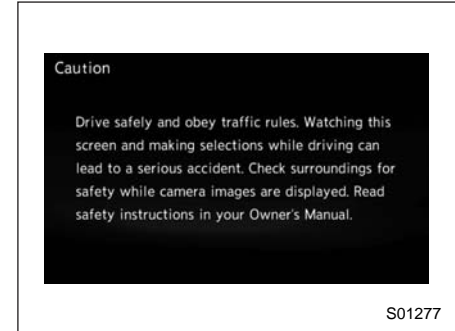 Caution
Drive safely and obey traffic rules. Watching this
screen and making selections while driving can
lead to a serious accident. Check surroundings for
safety while camera images are displayed. Read
safety instructions in your Owner's Manual.
S01277